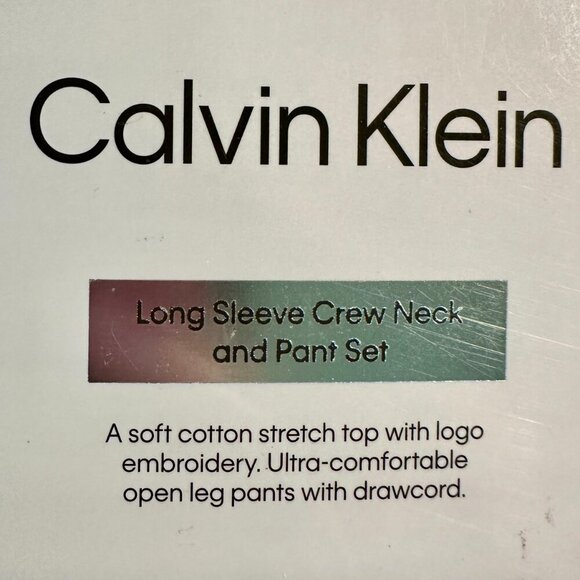 Calvin Klein
Long Sleeve Crew Neck
and Pant Set
A soft cotton stretch top with logo
embroidery. Ultra-comfortable
open leg pants with drawcord.